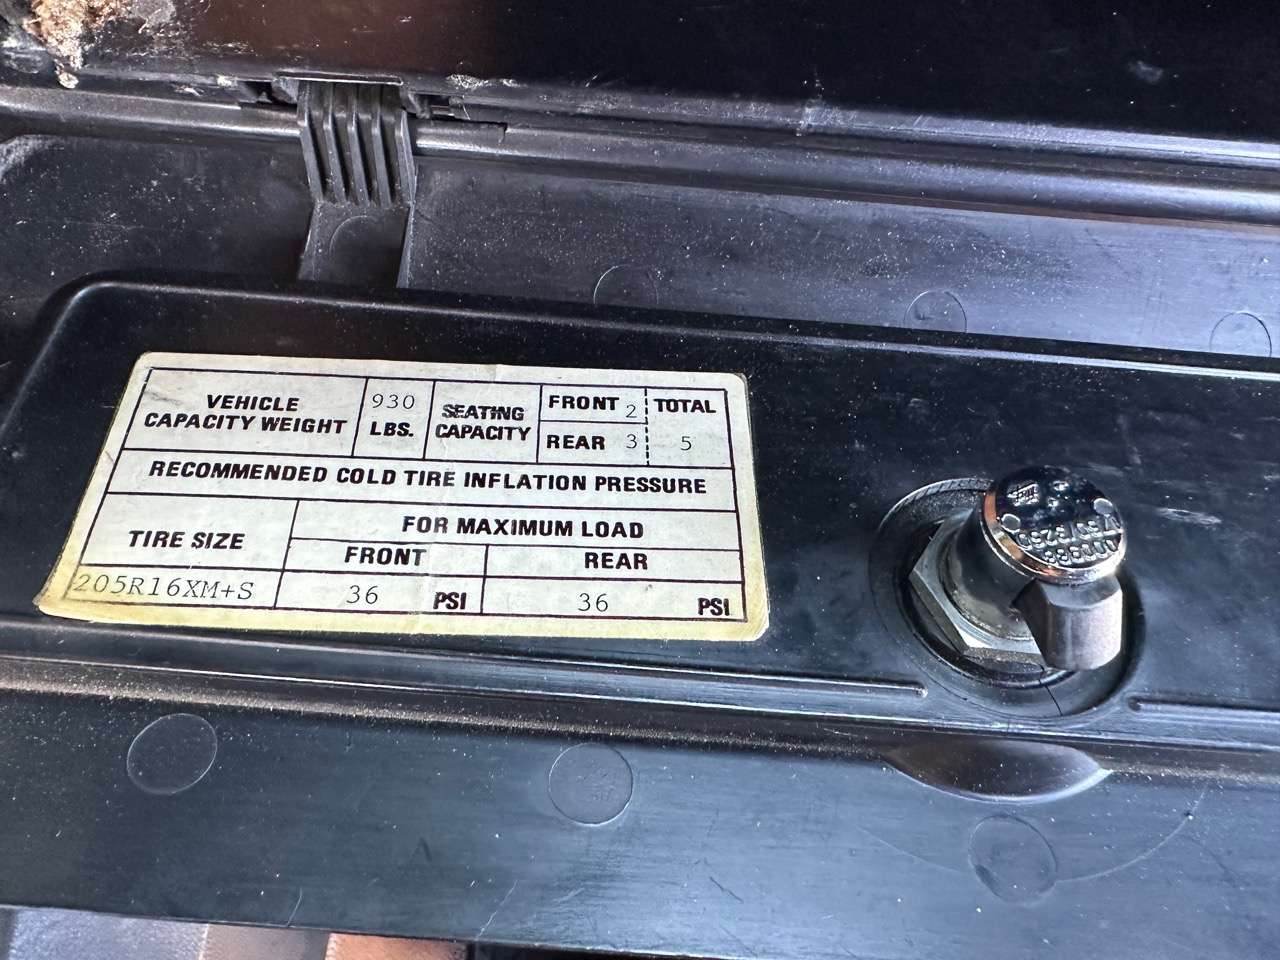 VEHICLE
CAPACITY WEIGHT
930
LBS.
SEATING
CAPACITY
FRONT 2
REAR 3
TOTAL
5
RECOMMENDED COLD TIRE INFLATION PRESSURE
TIRE SIZE
FOR MAXIMUM LOAD
FRONT
REAR
205R16XM+S
36 PSI
36 PSI